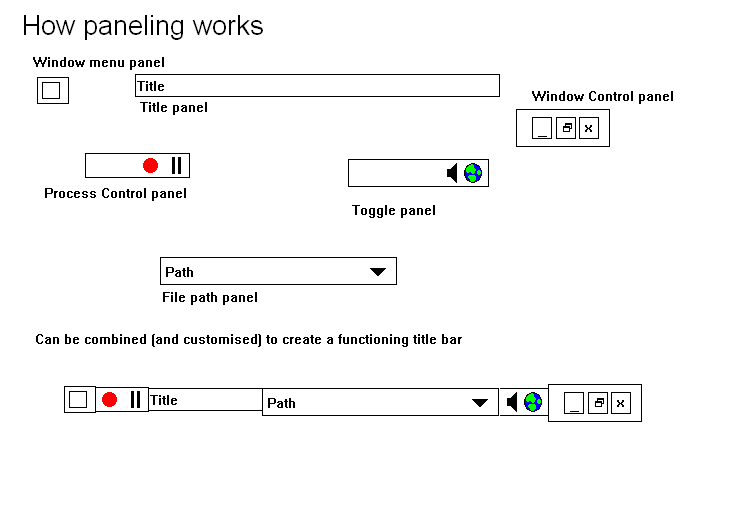 How paneling works
Window menu panel
Title
Title panel
Window Control panel
Process Control panel
Toggle panel
Path
File path panel
Can be combined (and customised) to create a functioning title bar
Title
Path